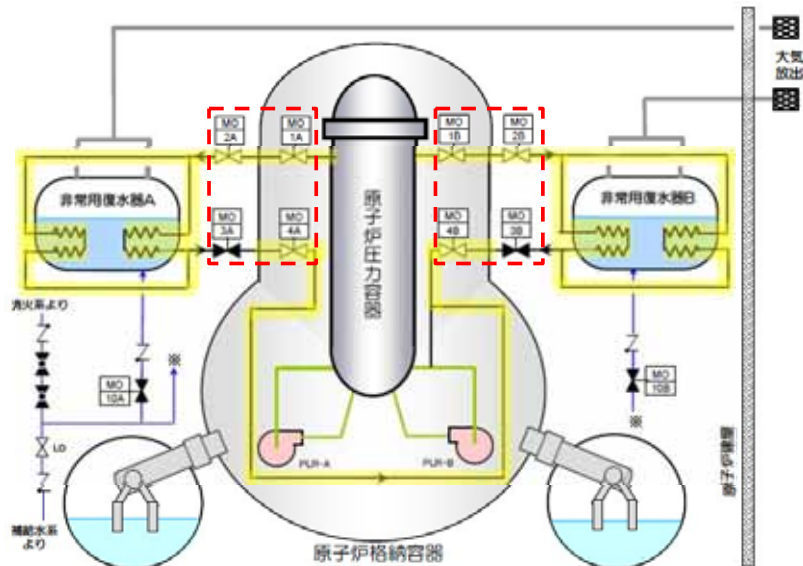 大気
放出
MO
2A
MO
1A
MO
1B
MO
2B
非常用復水器A
非常用復水器B
原子炉圧力容器
MO
3A
MO
4A
MO
4B
MO
3B
消火系より
※
MO
10A
MO
10B
※
LO
PLR-A
PLR-B
原子炉建屋
補給水系
より
原子炉格納容器